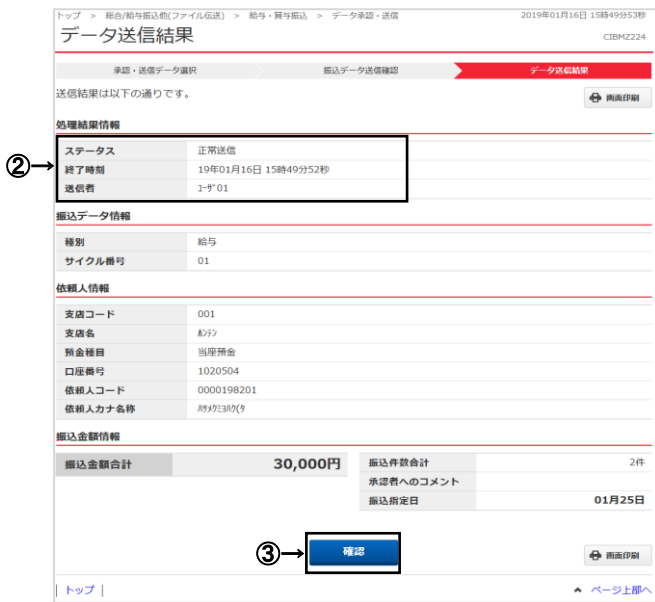 トップ > 総合/給与振込他(ファイル伝送) > 給与・賞与振込 > データ承認・送信 2019年01月16日 15時49分53秒
データ送信結果 CIBMZ224
承認・送信データ選択 振込データ送信確認 データ送信結果
送信結果は以下の通りです。 画面印刷
処理結果情報
②→
ステータス 正常送信
終了時刻 19年01月16日 15時49分52秒
送信者 ﾕｰｻﾞ01
振込データ情報
種別 給与
サイクル番号 01
依頼人情報
支店コード 001
支店名 ﾎﾝﾃﾝ
預金種目 当座預金
口座番号 1020504
依頼人コード 0000198201
依頼人カナ名称
振込金額情報
振込金額合計 30,000円 振込件数合計 2件
承認者へのコメント
振込指定日 01月25日
③→ 確認 画面印刷
| トップ | ページ上部へ